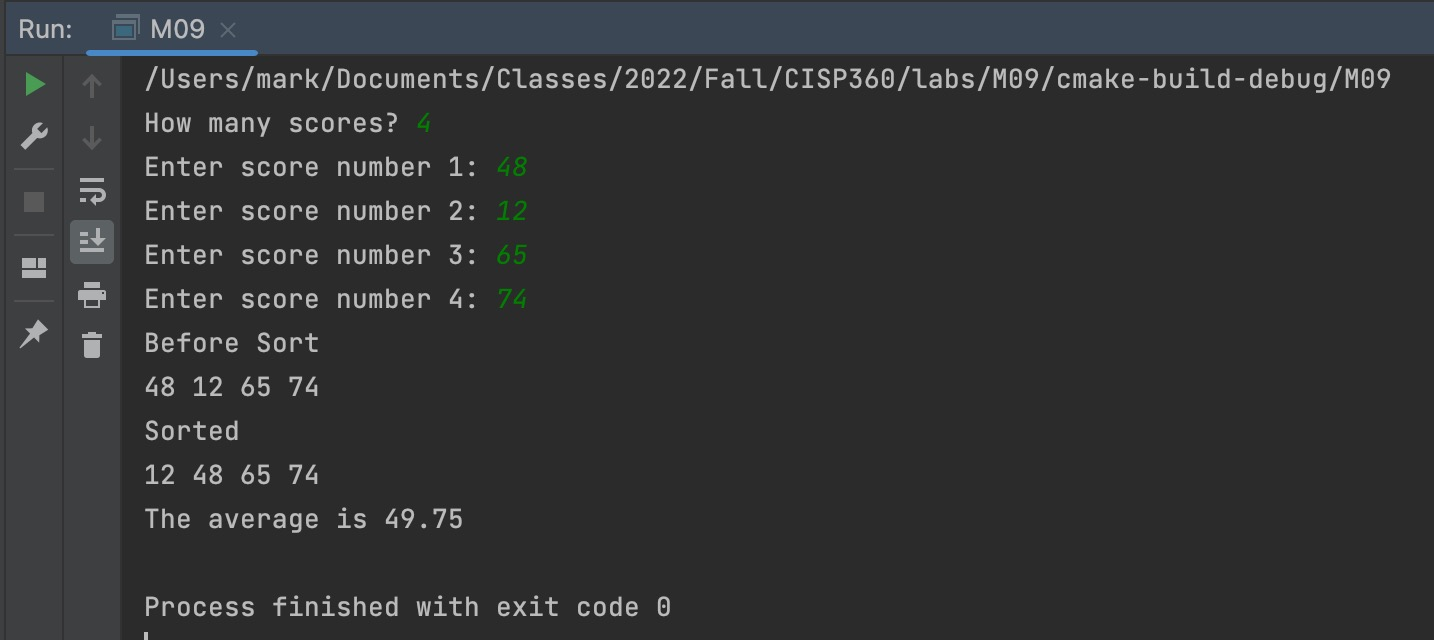 Run: M09
/Users/mark/Documents/Classes/2022/Fall/CISP360/labs/M09/cmake-build-debug/M09
How many scores? 4
Enter score number 1: 48
Enter score number 2: 12
Enter score number 3: 65
Enter score number 4: 74
Before Sort
48 12 65 74
Sorted
12 48 65 74
The average is 49.75
Process finished with exit code 0